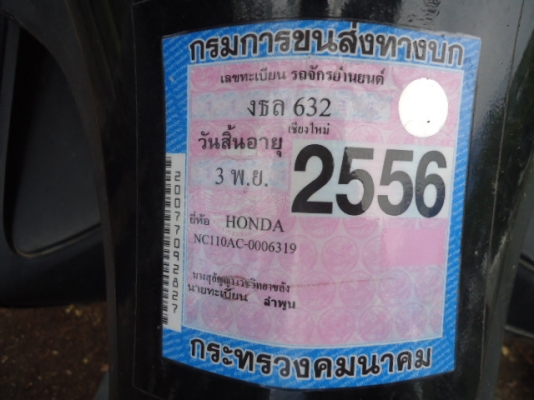 กรมการขนส่งทางบก
เลขทะเบียน รถจักรยานยนต์
งธล 632
เชียงใหม่
วันสิ้นอายุ
3 พ.ย. 2556
ยี่ห้อ HONDA
NC110AC-0006319
นายทะเบียน ลำพูน
กระทรวงคมนาคม